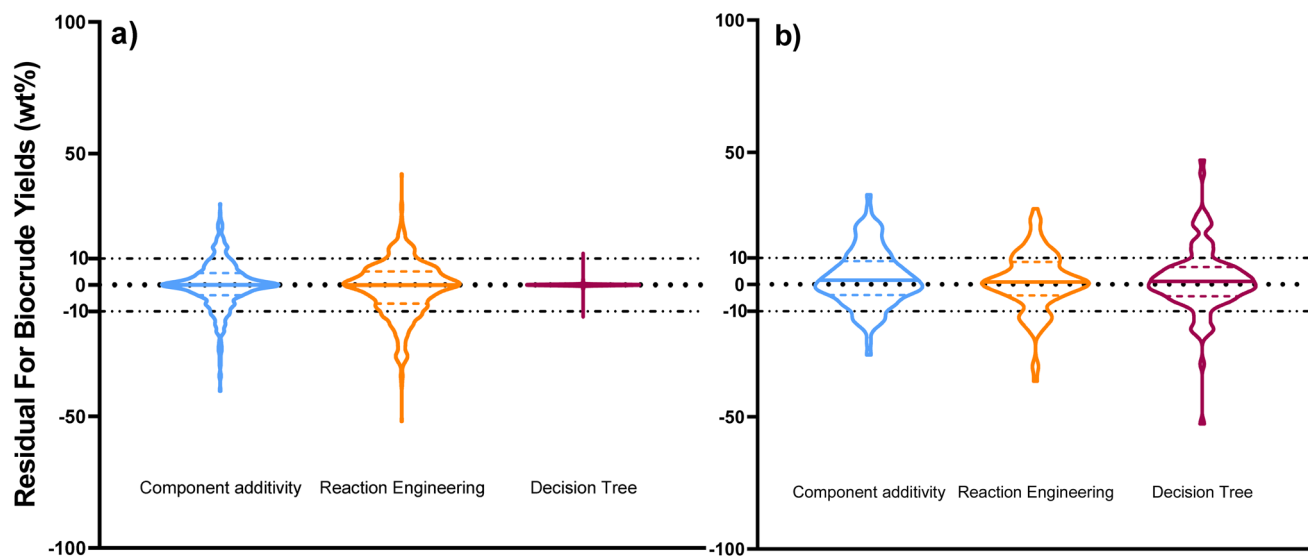 Residual For Biocrude Yields (wt%)
a)
100
50
10
0
-10
-50
-100
Component additivity
Reaction Engineering
Decision Tree
b)
100
50
10
0
-10
-50
-100
Component additivity
Reaction Engineering
Decision Tree